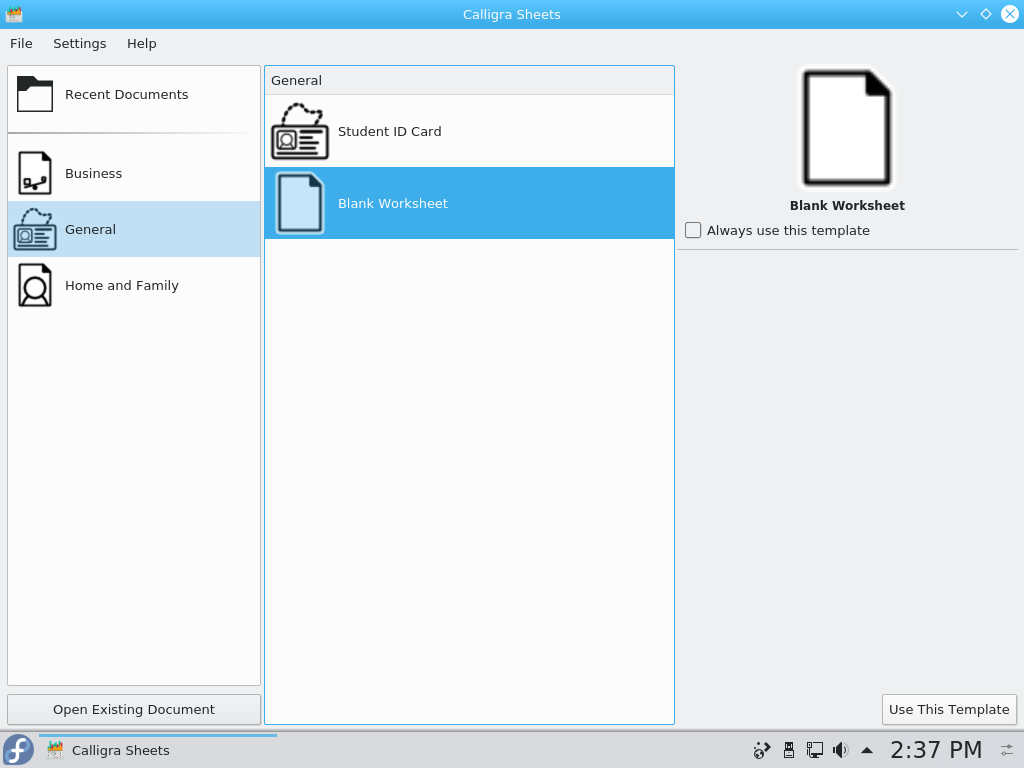 Calligra Sheets
File Settings Help
Recent Documents
Business
General
Home and Family
Open Existing Document
General
Student ID Card
Blank Worksheet
Blank Worksheet
Always use this template
Use This Template
Calligra Sheets
2:37 PM